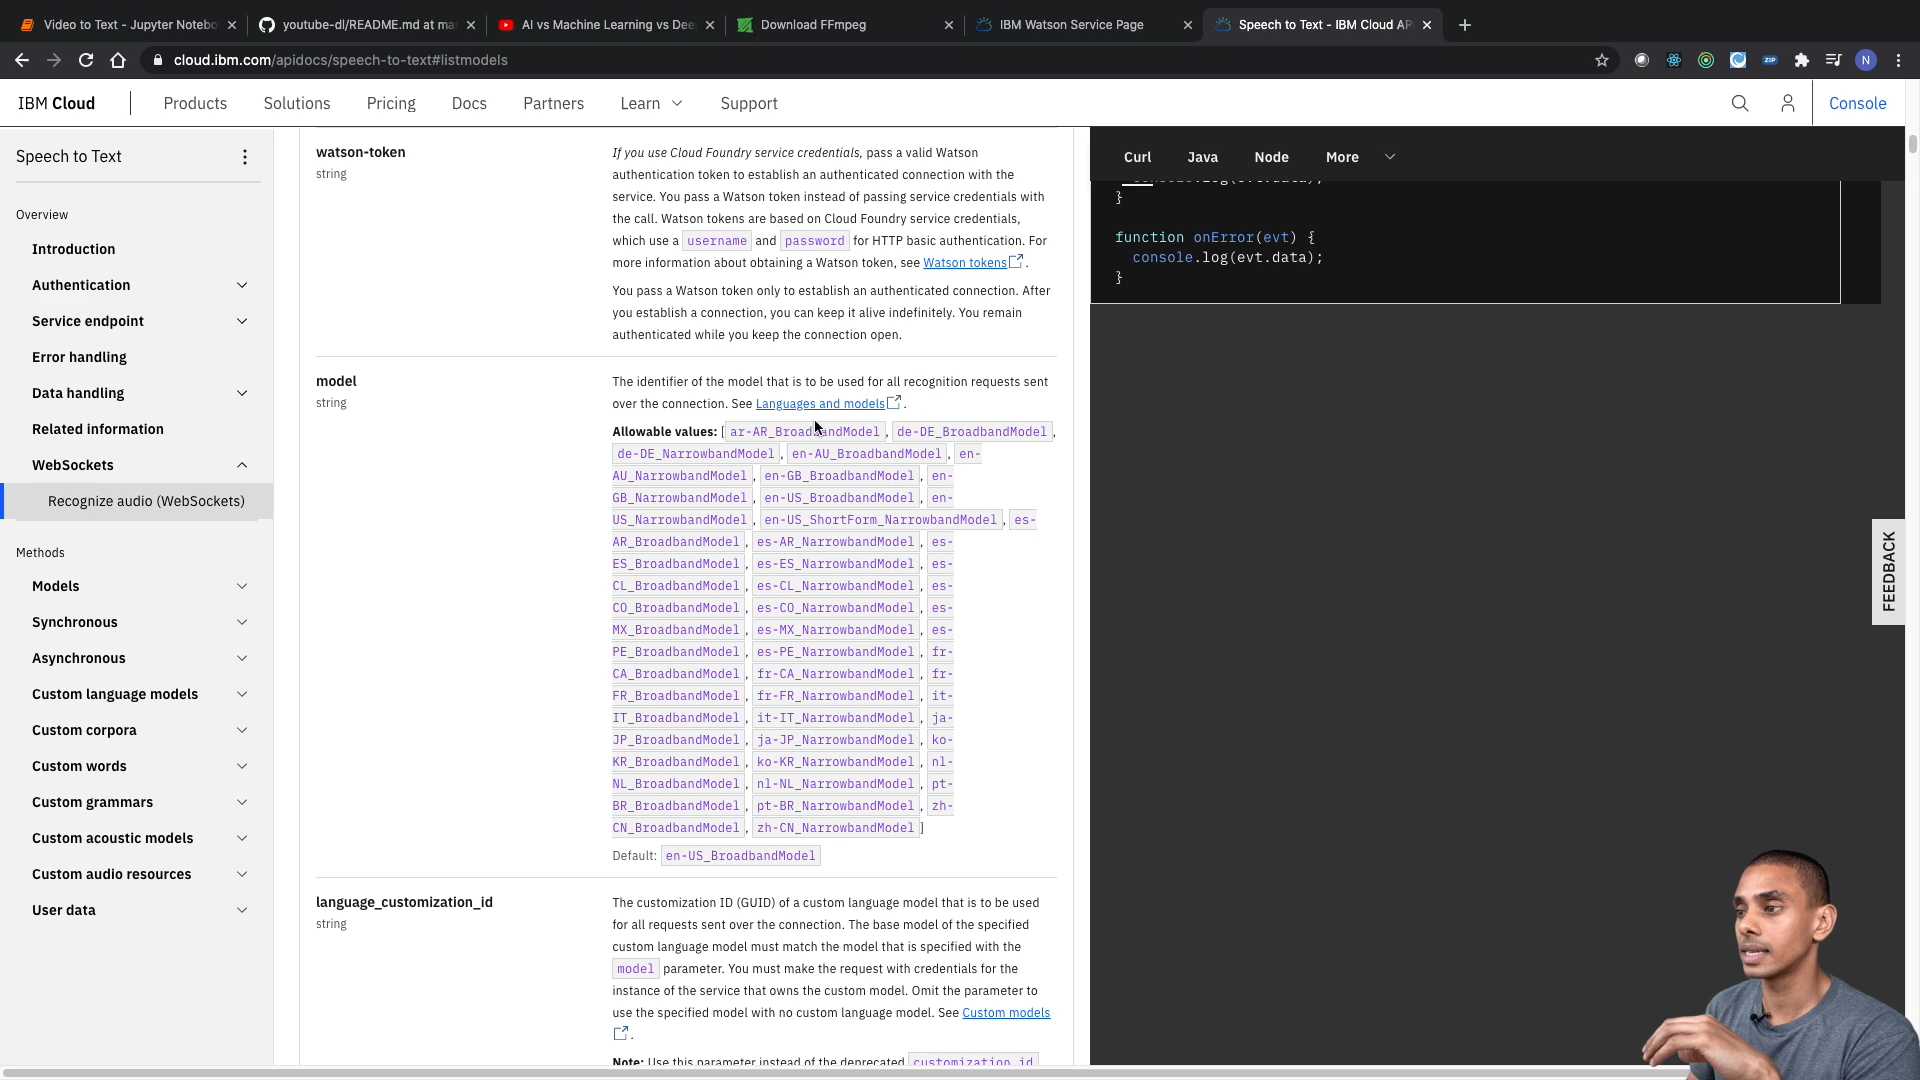 Video to Text - Jupyter Notebo
youtube-dl/README.md at ma
AI vs Machine Learning vs Dee
Download FFmpeg
IBM Watson Service Page
Speech to Text - IBM Cloud AP
cloud.ibm.com/apidocs/speech-to-text#listmodels
ZIP
N
IBM Cloud
Products
Solutions
Pricing
Docs
Partners
Learn
Support
Console
Speech to Text
Overview
Introduction
Authentication
Service endpoint
Error handling
Data handling
Related information
WebSockets
Recognize audio (WebSockets)
Methods
Models
Synchronous
Asynchronous
Custom language models
Custom corpora
Custom words
Custom grammars
Custom acoustic models
Custom audio resources
User data
watson-token
string
If you use Cloud Foundry service credentials, pass a valid Watson
authentication token to establish an authenticated connection with the
service. You pass a Watson token instead of passing service credentials with
the call. Watson tokens are based on Cloud Foundry service credentials,
which use a username and password for HTTP basic authentication. For
more information about obtaining a Watson token, see Watson tokens.
You pass a Watson token only to establish an authenticated connection. After
you establish a connection, you can keep it alive indefinitely. You remain
authenticated while you keep the connection open.
model
string
The identifier of the model that is to be used for all recognition requests sent
over the connection. See Languages and models.
Allowable values: [ ar-AR_BroadbandModel , de-DE_BroadbandModel ,
de-DE_NarrowbandModel , en-AU_BroadbandModel , en-
AU_NarrowbandModel , en-GB_BroadbandModel , en-
GB_NarrowbandModel , en-US_BroadbandModel , en-
US_NarrowbandModel , en-US_ShortForm_NarrowbandModel , es-
AR_BroadbandModel , es-AR_NarrowbandModel , es-
ES_BroadbandModel , es-ES_NarrowbandModel , es-
CL_BroadbandModel , es-CL_NarrowbandModel , es-
CO_BroadbandModel , es-CO_NarrowbandModel , es-
MX_BroadbandModel , es-MX_NarrowbandModel , es-
PE_BroadbandModel , es-PE_NarrowbandModel , fr-
CA_BroadbandModel , fr-CA_NarrowbandModel , fr-
FR_BroadbandModel , fr-FR_NarrowbandModel , it-
IT_BroadbandModel , it-IT_NarrowbandModel , ja-
JP_BroadbandModel , ja-JP_NarrowbandModel , ko-
KR_BroadbandModel , ko-KR_NarrowbandModel , nl-
NL_BroadbandModel , nl-NL_NarrowbandModel , pt-
BR_BroadbandModel , pt-BR_NarrowbandModel , zh-
CN_BroadbandModel , zh-CN_NarrowbandModel ]
Default: en-US_BroadbandModel
language_customization_id
string
The customization ID (GUID) of a custom language model that is to be used
for all requests sent over the connection. The base model of the specified
custom language model must match the model that is specified with the
model parameter. You must make the request with credentials for the
instance of the service that owns the custom model. Omit the parameter to
use the specified model with no custom language model. See Custom models
.
Note: Use this parameter instead of the deprecated customization_id
Curl
Java
Node
More
console.log(evt.data);
}
function onError(evt) {
console.log(evt.data);
}
FEEDBACK